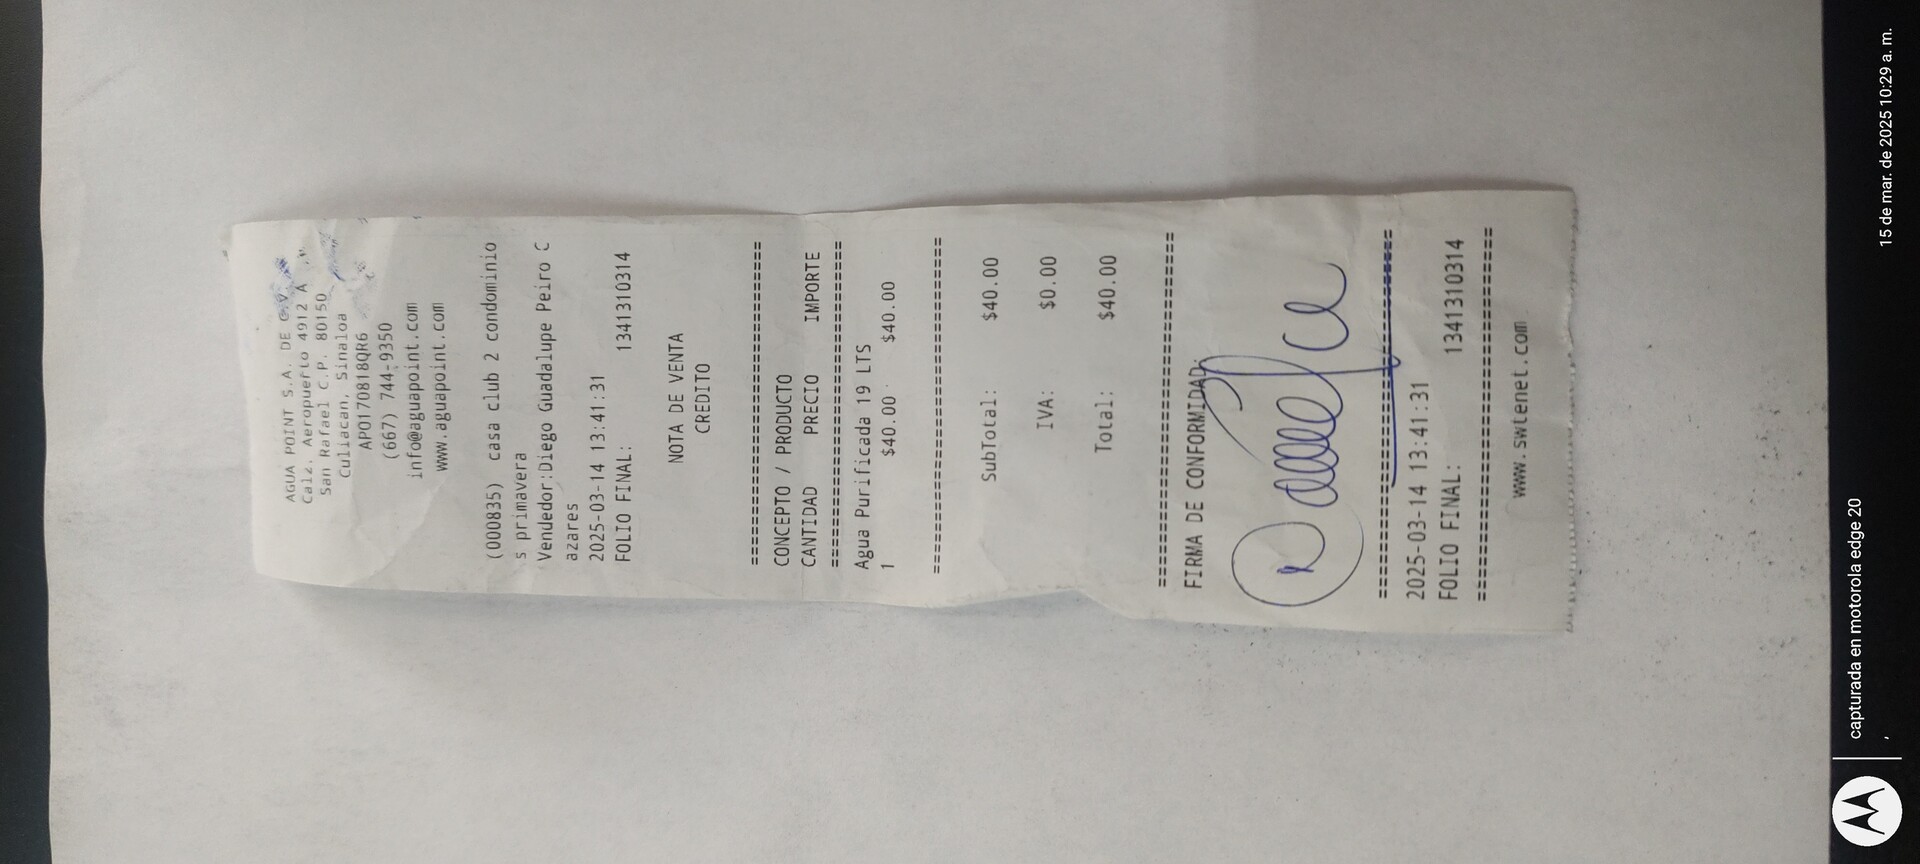 AGUA POINT S.A. DE C.V.
Calz. Aeropuerto 4912 A
San Rafael C.P. 80150
Culiacan, Sinaloa
APO170818QR6
(667) 744-9350
info@aguapoint.com
www.aguapoint.com
(000835) casa club 2 condominio
s primavera
Vendedor:Diego Guadalupe Peiro C
azares
2025-03-14 13:41:31
FOLIO FINAL: 1341310314
NOTA DE VENTA
CREDITO
================================
CONCEPTO / PRODUCTO
CANTIDAD PRECIO IMPORTE
================================
Agua Purificada 19 LTS
1 $40.00 $40.00
================================
SubTotal: $40.00
IVA: $0.00
Total: $40.00
================================
FIRMA DE CONFORMIDAD:
================================
2025-03-14 13:41:31
FOLIO FINAL: 1341310314
================================
www.swtenet.com
capturada en motorola edge 20
,
15 de mar. de 2025 10:29 a. m.